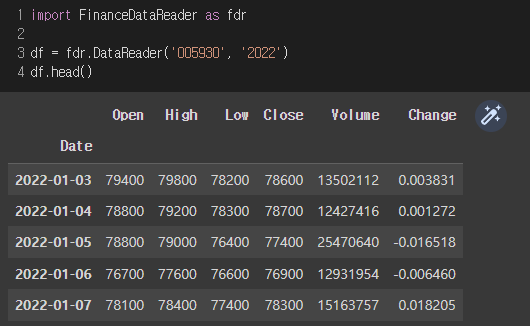 1 import FinanceDataReader as fdr
2
3 df = fdr.DataReader('005930', '2022')
4 df.head()
Open High Low Close Volume Change
Date
2022-01-03 79400 79800 78200 78600 13502112 0.003831
2022-01-04 78800 79200 78300 78700 12427416 0.001272
2022-01-05 78800 79000 76400 77400 25470640 -0.016518
2022-01-06 76700 77600 76600 76900 12931954 -0.006460
2022-01-07 78100 78400 77400 78300 15163757 0.018205